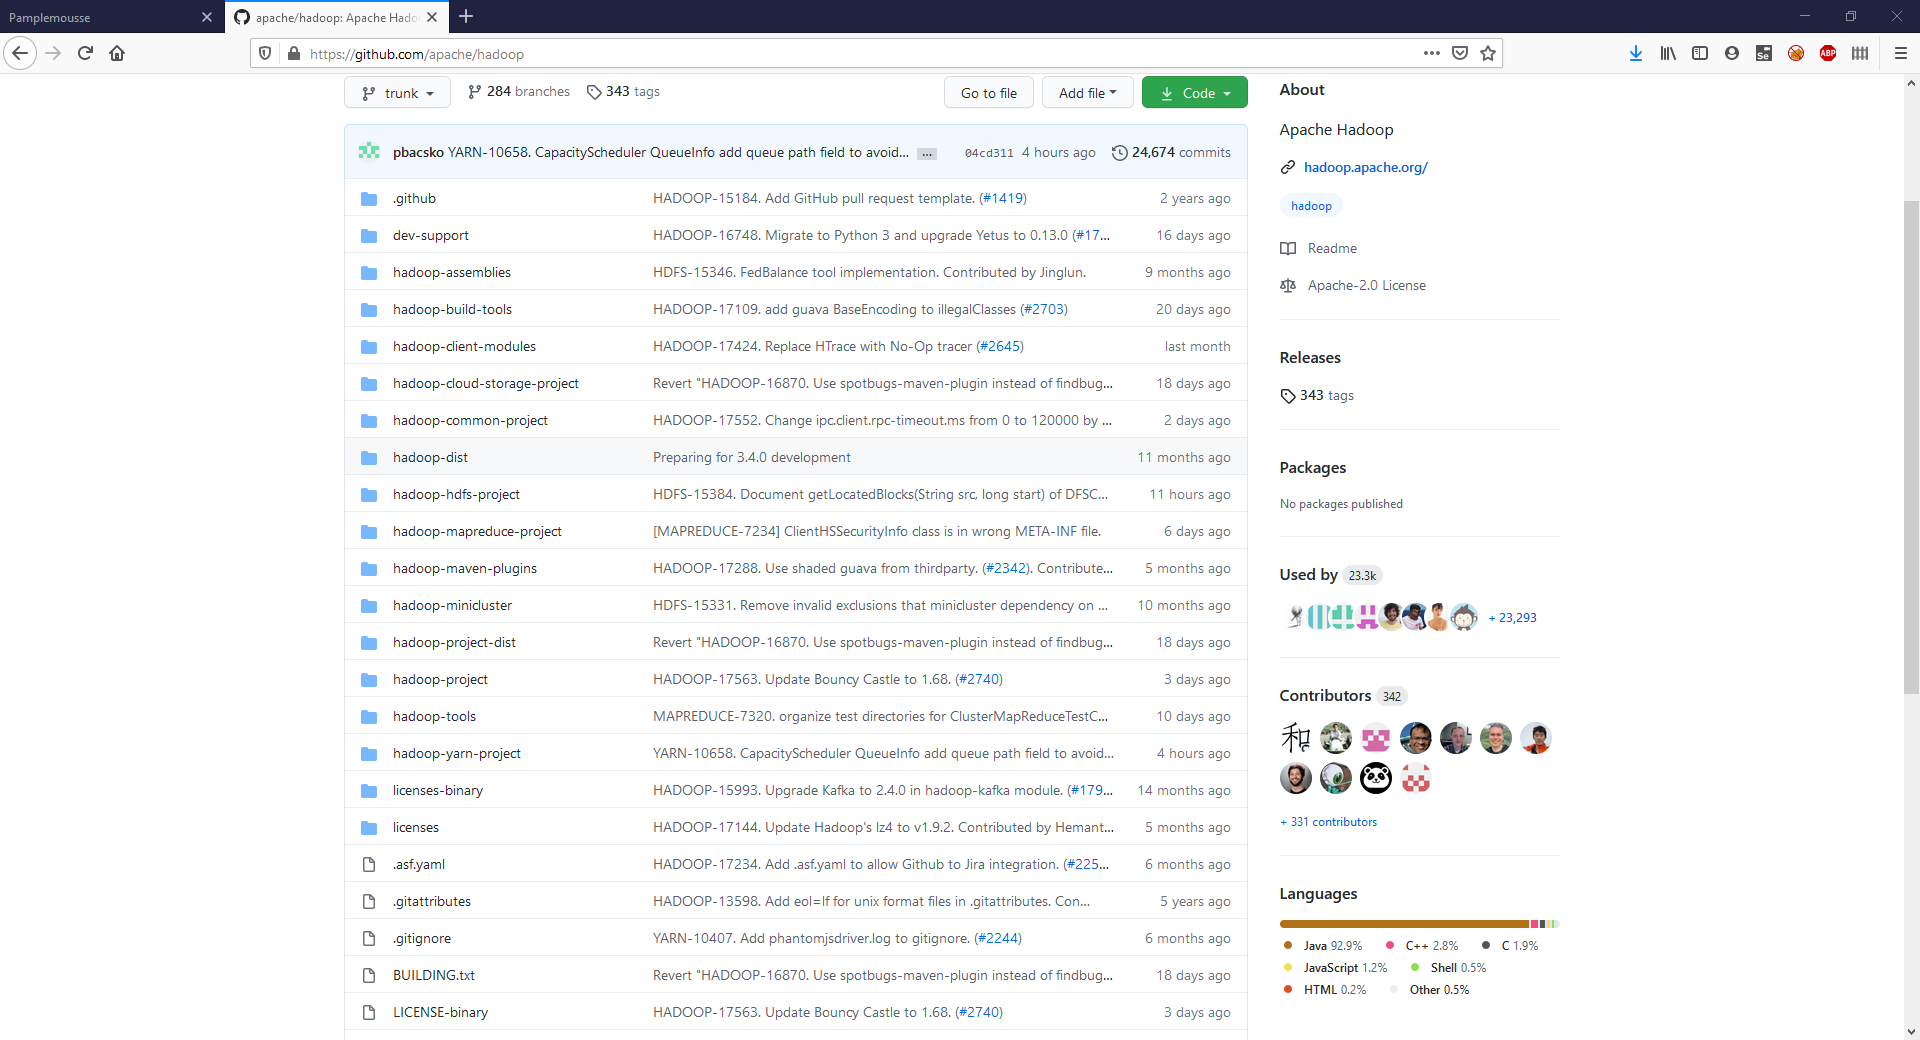 Pamplemousse
apache/hadoop: Apache Hado
https://github.com/apache/hadoop
Se
ABP
trunk
284 branches
343 tags
Go to file
Add file
Code
pbacsko YARN-10658. CapacityScheduler QueueInfo add queue path field to avoid... ... 04cd311 4 hours ago 24,674 commits
.github HADOOP-15184. Add GitHub pull request template. (#1419) 2 years ago
dev-support HADOOP-16748. Migrate to Python 3 and upgrade Yetus to 0.13.0 (#17... 16 days ago
hadoop-assemblies HDFS-15346. FedBalance tool implementation. Contributed by Jinglun. 9 months ago
hadoop-build-tools HADOOP-17109. add guava BaseEncoding to illegalClasses (#2703) 20 days ago
hadoop-client-modules HADOOP-17424. Replace HTrace with No-Op tracer (#2645) last month
hadoop-cloud-storage-project Revert "HADOOP-16870. Use spotbugs-maven-plugin instead of findbug... 18 days ago
hadoop-common-project HADOOP-17552. Change ipc.client.rpc-timeout.ms from 0 to 120000 by ... 2 days ago
hadoop-dist Preparing for 3.4.0 development 11 months ago
hadoop-hdfs-project HDFS-15384. Document getLocatedBlocks(String src, long start) of DFSC... 11 hours ago
hadoop-mapreduce-project [MAPREDUCE-7234] ClientHSSecurityInfo class is in wrong META-INF file. 6 days ago
hadoop-maven-plugins HADOOP-17288. Use shaded guava from thirdparty. (#2342). Contribute... 5 months ago
hadoop-minicluster HDFS-15331. Remove invalid exclusions that minicluster dependency on ... 10 months ago
hadoop-project-dist Revert "HADOOP-16870. Use spotbugs-maven-plugin instead of findbug... 18 days ago
hadoop-project HADOOP-17563. Update Bouncy Castle to 1.68. (#2740) 3 days ago
hadoop-tools MAPREDUCE-7320. organize test directories for ClusterMapReduceTestC... 10 days ago
hadoop-yarn-project YARN-10658. CapacityScheduler QueueInfo add queue path field to avoid... 4 hours ago
licenses-binary HADOOP-15993. Upgrade Kafka to 2.4.0 in hadoop-kafka module. (#179... 14 months ago
licenses HADOOP-17144. Update Hadoop's lz4 to v1.9.2. Contributed by Hemant... 5 months ago
.asf.yaml HADOOP-17234. Add .asf.yaml to allow Github to Jira integration. (#225... 6 months ago
.gitattributes HADOOP-13598. Add eol=lf for unix format files in .gitattributes. Con... 5 years ago
.gitignore YARN-10407. Add phantomjsdriver.log to gitignore. (#2244) 6 months ago
BUILDING.txt Revert "HADOOP-16870. Use spotbugs-maven-plugin instead of findbug... 18 days ago
LICENSE-binary HADOOP-17563. Update Bouncy Castle to 1.68. (#2740) 3 days ago
About
Apache Hadoop
hadoop.apache.org/
hadoop
Readme
Apache-2.0 License
Releases
343 tags
Packages
No packages published
Used by 23.3k
+ 23,293
Contributors 342
和
+ 331 contributors
Languages
Java 92.9% C++ 2.8% C 1.9%
JavaScript 1.2% Shell 0.5%
HTML 0.2% Other 0.5%